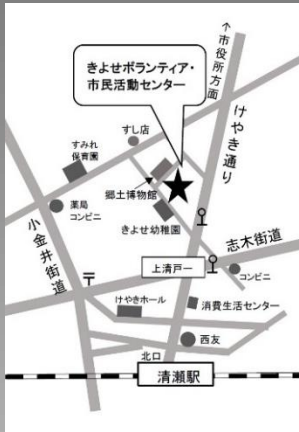 ↑市役所方面
きよせボランティア・
市民活動センター
けやき通り
すし店
すみれ
保育園
郷土博物館
薬局
コンビニ
きよせ幼稚園
小金井街道
志木街道
上清戸一
コンビニ
〒
けやきホール
消費生活センター
西友
北口
清瀬駅